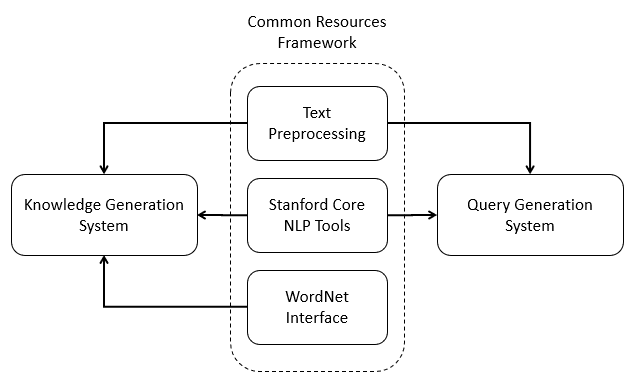 Common Resources
Framework
Text
Preprocessing
Knowledge Generation
System
Stanford Core
NLP Tools
Query Generation
System
WordNet
Interface